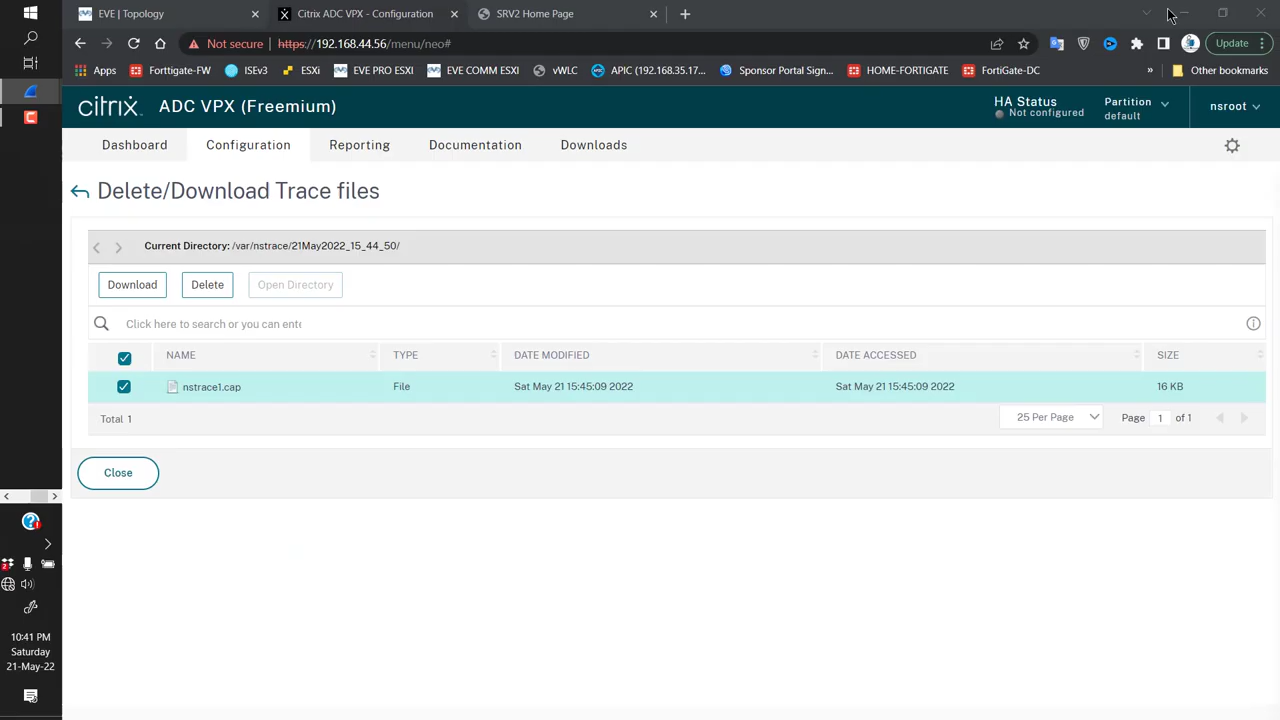 EVE | Topology
Citrix ADC VPX - Configuration
SRV2 Home Page
Not secure
https://192.168.44.56/menu/neo#
Update
Apps
Fortigate-FW
ISEv3
ESXi
EVE PRO ESXI
EVE COMM ESXI
vWLC
APIC (192.168.35.17...
Sponsor Portal Sign...
HOME-FORTIGATE
FortiGate-DC
»
Other bookmarks
citrix
ADC VPX (Freemium)
HA Status
Not configured
Partition
default
nsroot
Dashboard
Configuration
Reporting
Documentation
Downloads
Delete/Download Trace files
Current Directory: /var/nstrace/21May2022_15_44_50/
Download
Delete
Open Directory
Click here to search or you can ente
NAME
TYPE
DATE MODIFIED
DATE ACCESSED
SIZE
nstrace1.cap
File
Sat May 21 15:45:09 2022
Sat May 21 15:45:09 2022
16 KB
Total 1
25 Per Page
Page 1 of 1
Close
10:41 PM
Saturday
21-May-22